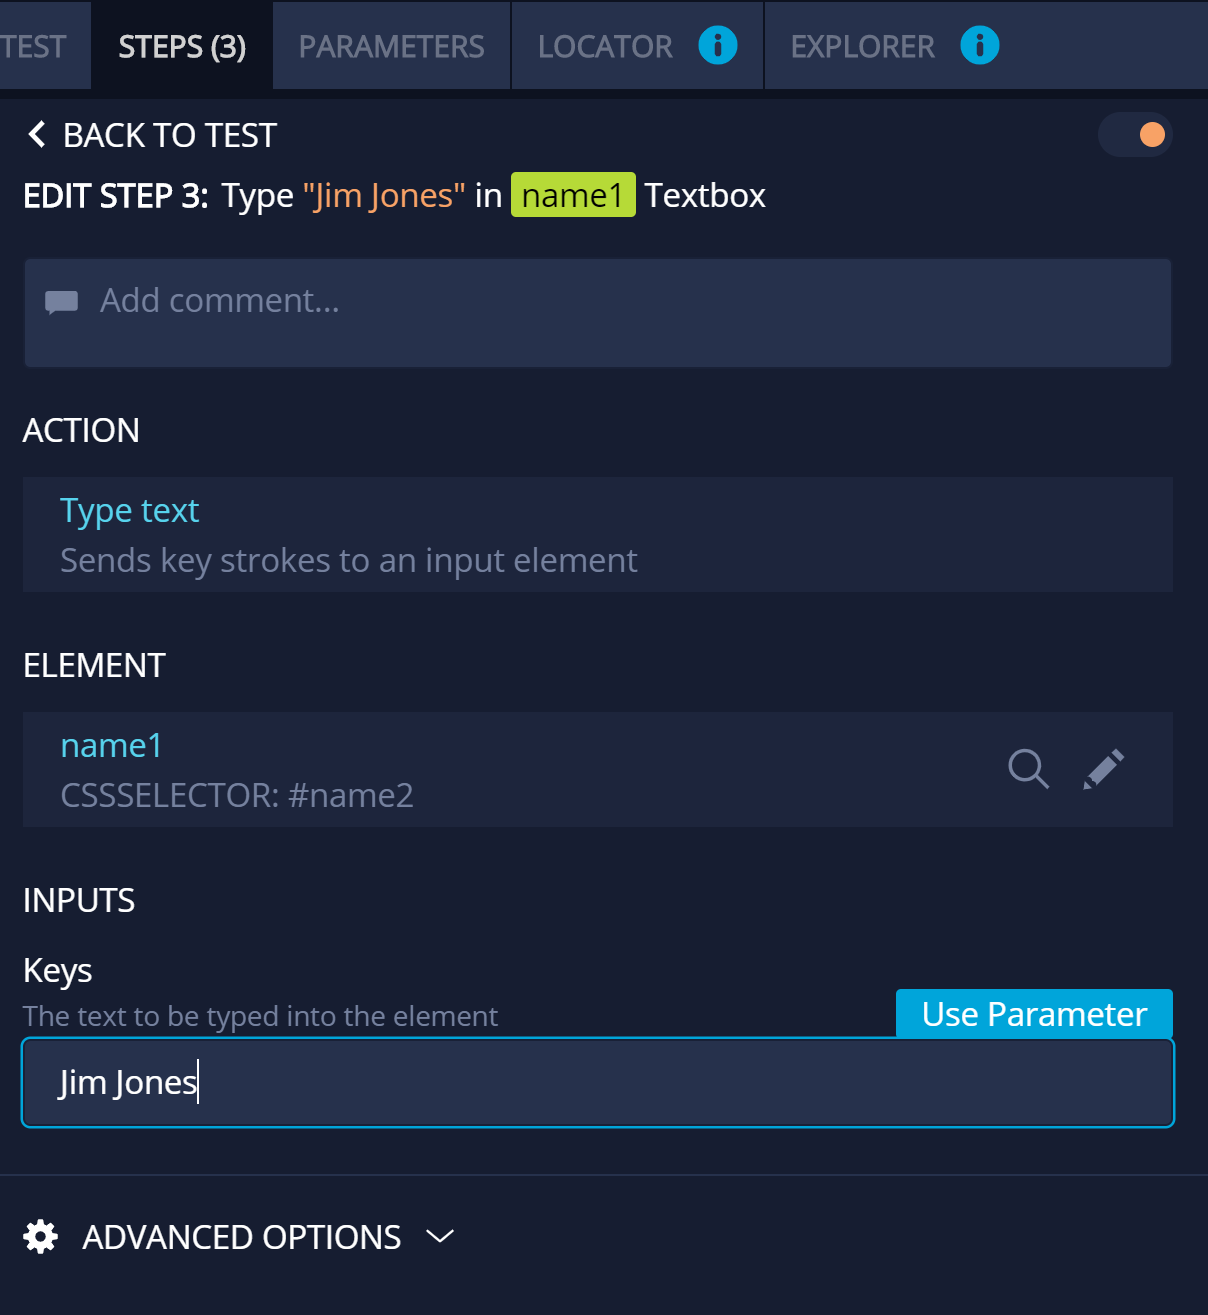 TEST STEPS (3) PARAMETERS LOCATOR EXPLORER
BACK TO TEST
EDIT STEP 3: Type "Jim Jones" in name1 Textbox
Add comment...
ACTION
Type text
Sends key strokes to an input element
ELEMENT
name1
CSSSELECTOR: #name2
INPUTS
Keys
The text to be typed into the element
Use Parameter
Jim Jones
ADVANCED OPTIONS